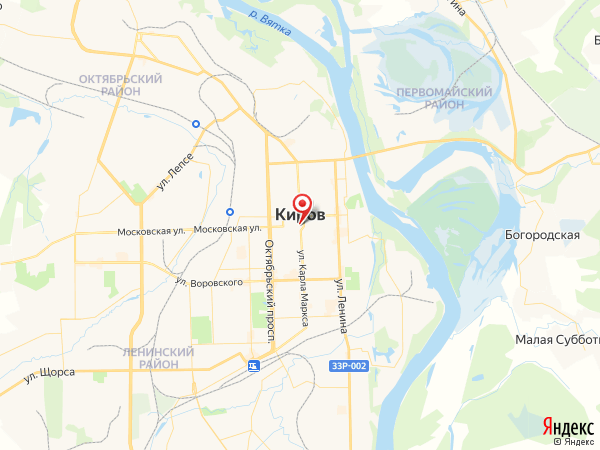 р. Вятка
ОКТЯБРЬСКИЙ
РАЙОН
ПЕРВОМАЙСКИЙ
РАЙОН
ул. Лепсе
Киров
Московская ул.
Московская ул.
Богородская
ул. Воровского
Октябрьский просп.
ул. Карла Маркса
ул. Ленина
Малая Субботи
ЛЕНИНСКИЙ
РАЙОН
ул. Щорса
33Р-002
Яндекс
© Яндекс